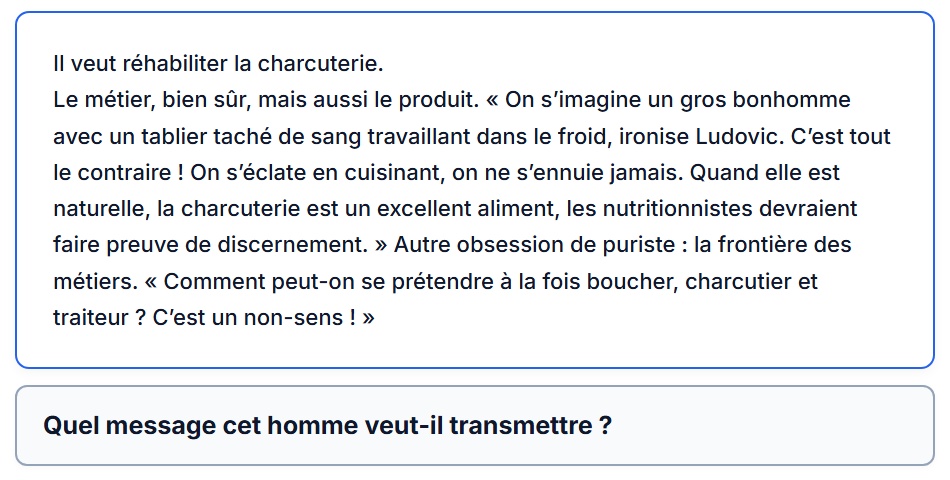 Il veut réhabiliter la charcuterie.
Le métier, bien sûr, mais aussi le produit. « On s’imagine un gros bonhomme
avec un tablier taché de sang travaillant dans le froid, ironise Ludovic. C’est tout
le contraire ! On s’éclate en cuisinant, on ne s’ennuie jamais. Quand elle est
naturelle, la charcuterie est un excellent aliment, les nutritionnistes devraient
faire preuve de discernement. » Autre obsession de puriste : la frontière des
métiers. « Comment peut-on se prétendre à la fois boucher, charcutier et
traiteur ? C’est un non-sens ! »
Quel message cet homme veut-il transmettre ?